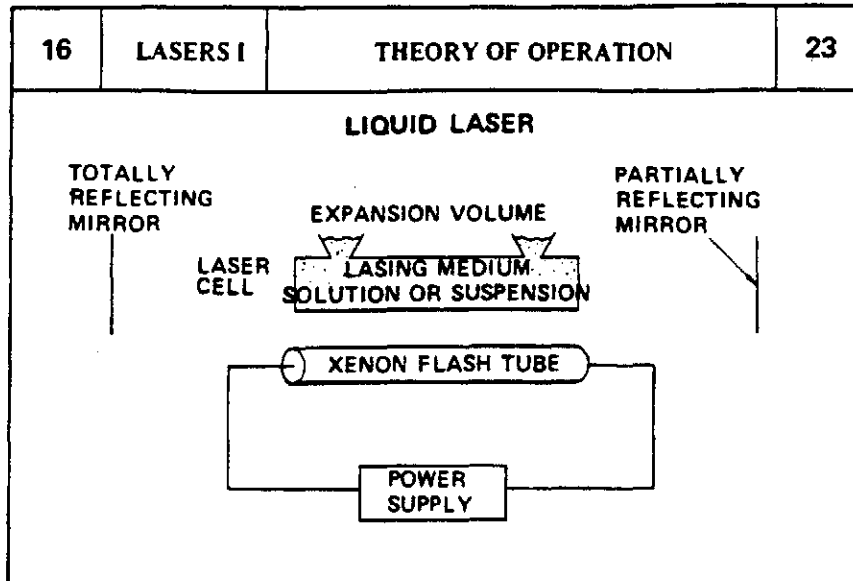 16 LASERS I THEORY OF OPERATION 23
LIQUID LASER
TOTALLY
REFLECTING
MIRROR
PARTIALLY
REFLECTING
MIRROR
EXPANSION VOLUME
LASER
CELL
LASING MEDIUM
SOLUTION OR SUSPENSION
XENON FLASH TUBE
POWER
SUPPLY